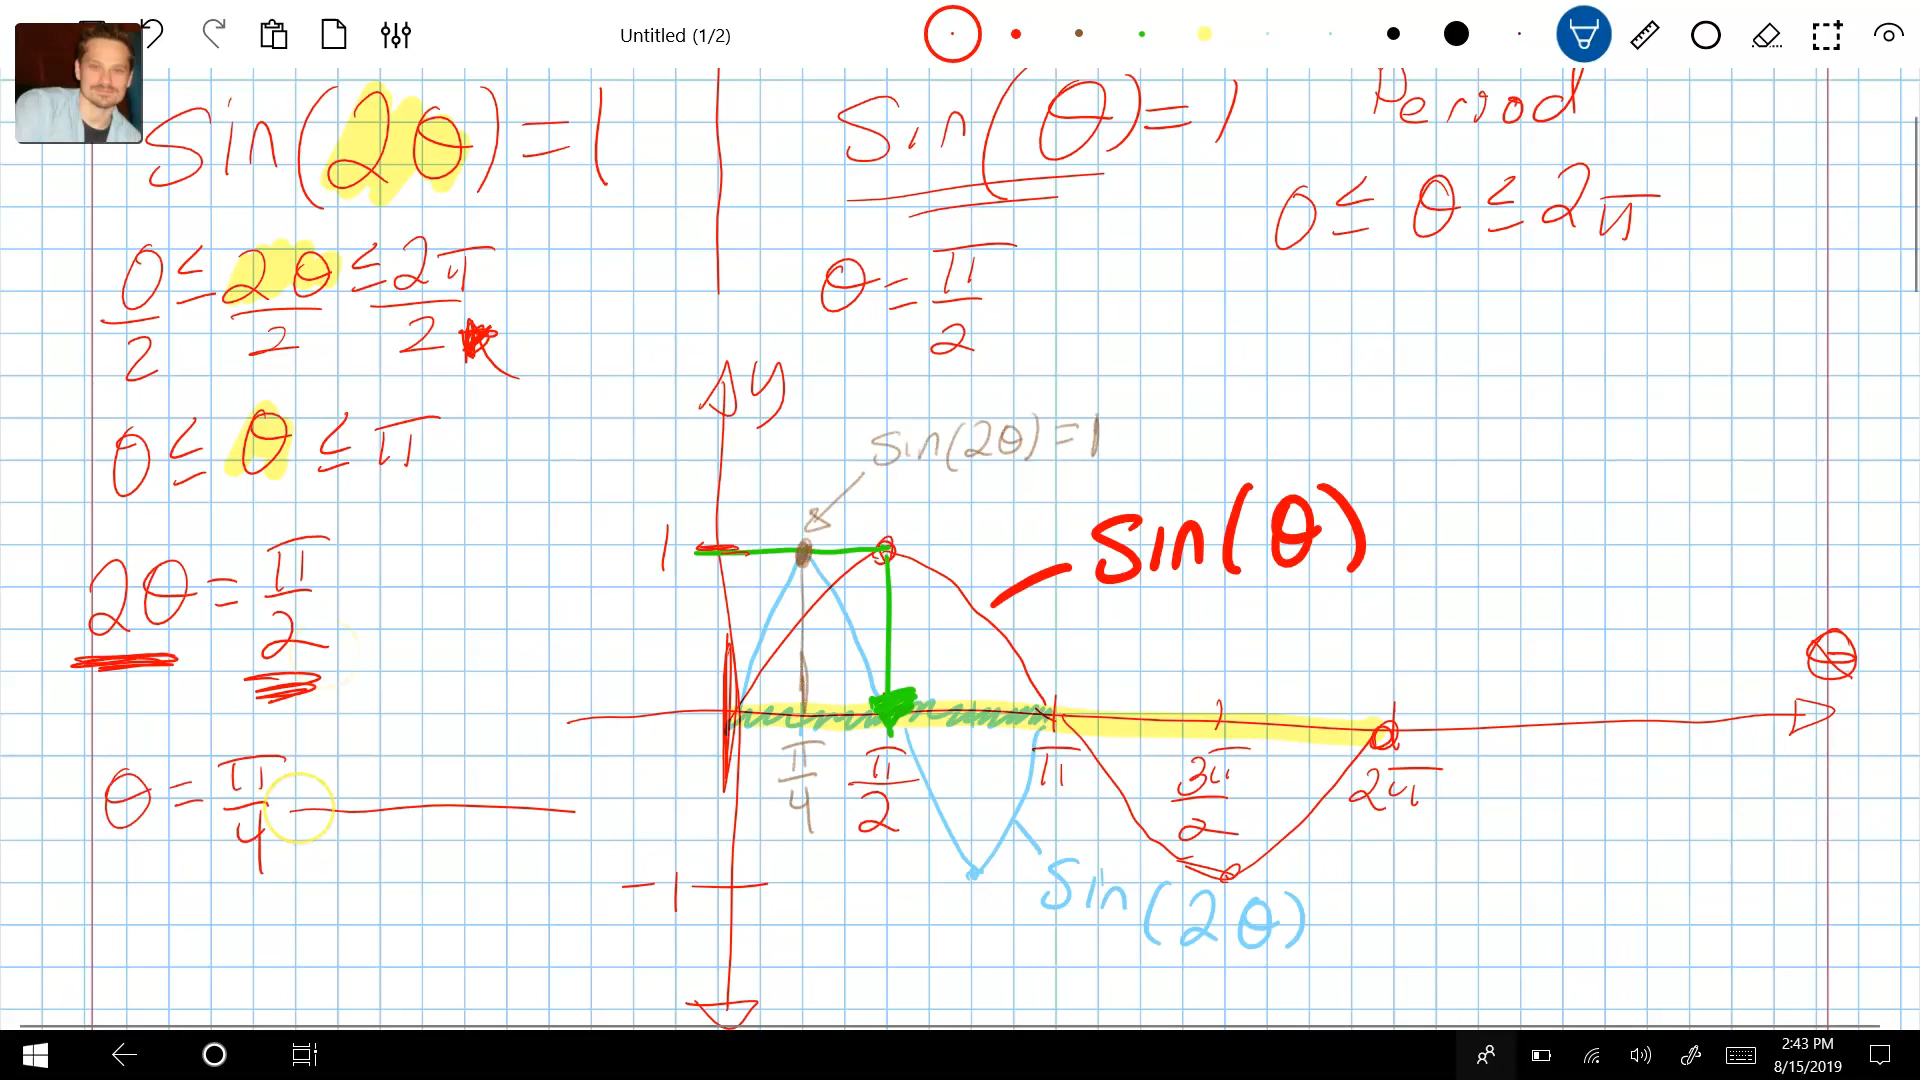 Untitled (1/2)
sin(2θ)=1
sin(θ)=1
Period
0 ≤ θ ≤ 2π
0/2 ≤ 2θ/2 ≤ 2π/2
θ = π/2
0 ≤ θ ≤ π
y
sin(2θ)=1
1
sin(θ)
2θ = π/2
θ
θ = π/4
π/4
π/2
π
3π/2
2π
-1
sin(2θ)
2:43 PM
8/15/2019